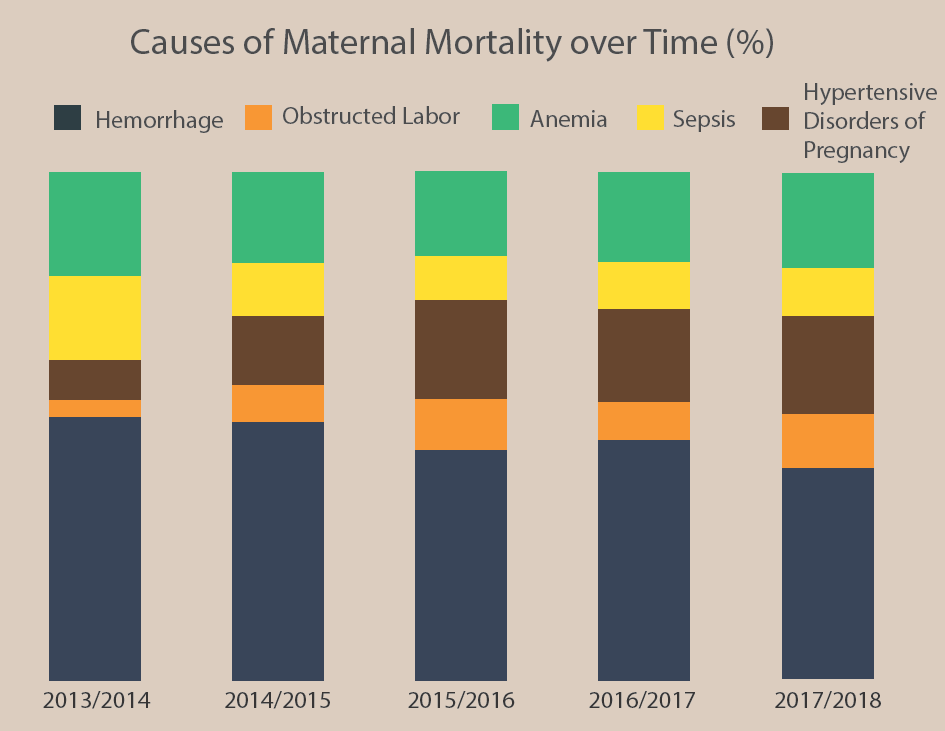 Causes of Maternal Mortality over Time (%)
Hemorrhage
Obstructed Labor
Anemia
Sepsis
Hypertensive
Disorders of
Pregnancy
2013/2014
2014/2015
2015/2016
2016/2017
2017/2018